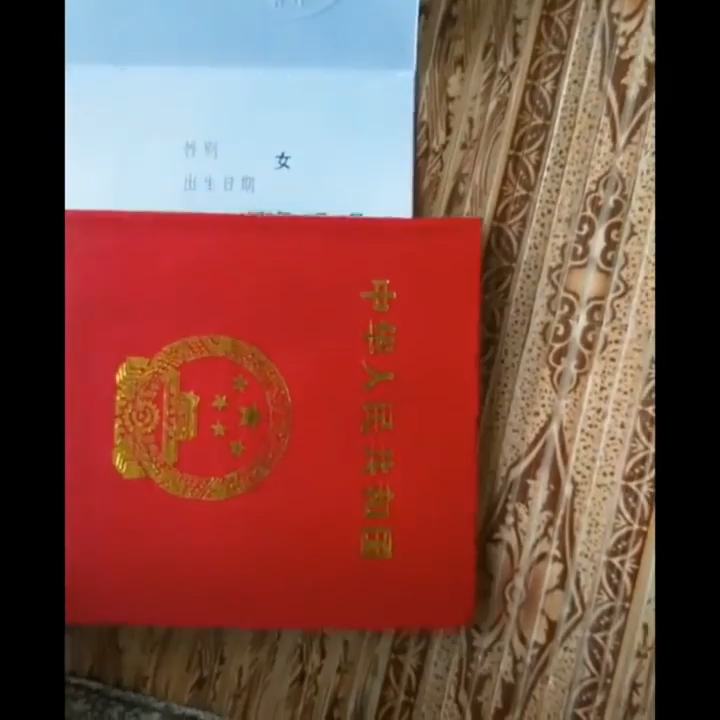 性别 女
出生日期
中华人民共和国